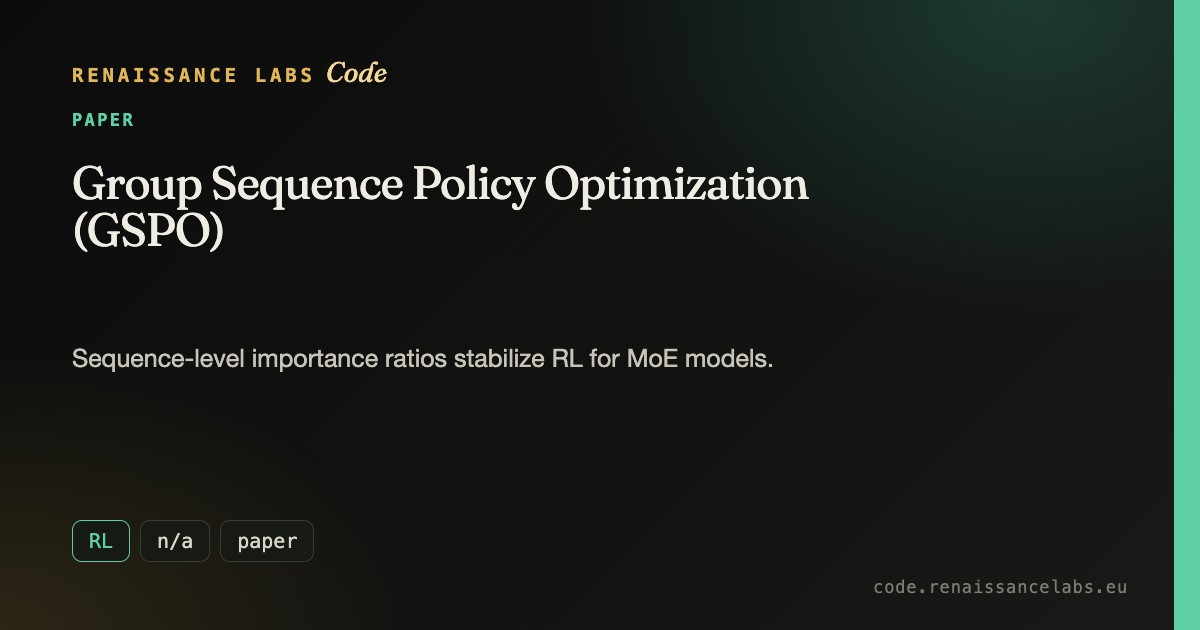 RENAISSANCE LABS Code
PAPER
Group Sequence Policy Optimization
(GSPO)
Sequence-level importance ratios stabilize RL for MoE models.
RL n/a paper
code.renaissancelabs.eu